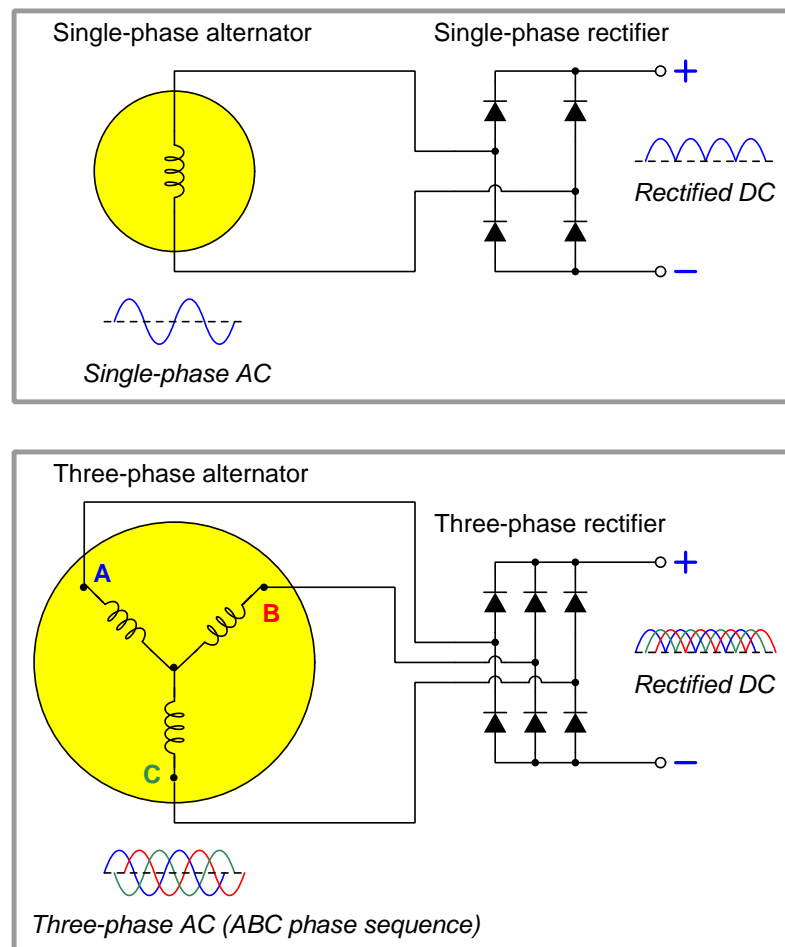 Single-phase alternator
Single-phase rectifier
+
Rectified DC
−
Single-phase AC
Three-phase alternator
Three-phase rectifier
A
B
C
+
Rectified DC
−
Three-phase AC (ABC phase sequence)